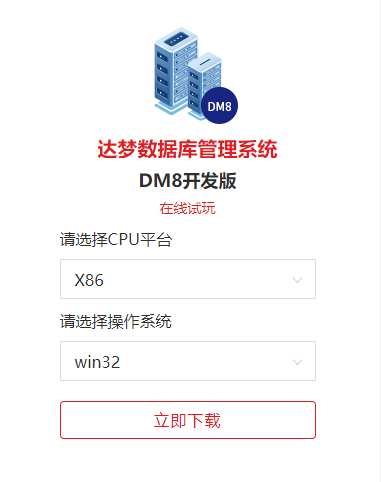 DM8
达梦数据库管理系统
DM8开发版
在线试玩
请选择CPU平台
X86
请选择操作系统
win32
立即下载